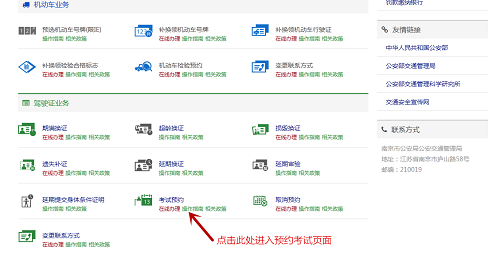 机动车业务
预选机动车号牌(限定)
操作指南 相关政策
补换领机动车号牌
在线办理 操作指南 相关政策
补换领机动车行驶证
在线办理 操作指南 相关政策
补换领检验合格标志
在线办理 操作指南 相关政策
机动车检验预约
在线办理 操作指南 相关政策
变更联系方式
在线办理 操作指南 相关政策
驾驶证业务
期满换证
在线办理 操作指南 相关政策
超龄换证
在线办理 操作指南 相关政策
损毁换证
在线办理 操作指南 相关政策
遗失补证
在线办理 操作指南 相关政策
延期换证
在线办理 操作指南 相关政策
延期审验
在线办理 操作指南 相关政策
延期提交身体条件证明
在线办理 操作指南 相关政策
13
考试预约
在线办理 操作指南 相关政策
取消预约
在线办理 操作指南 相关政策
变更联系方式
在线办理 操作指南 相关政策
点击此处进入预约考试页面
罚款缴纳银行
友情链接
中华人民共和国公安部
公安部交通管理局
公安部交通管理科学研究所
交通安全宣传网
联系方式
南京市公安局公安交通管理局
地址：江苏省南京市庐山路58号
邮编：210019